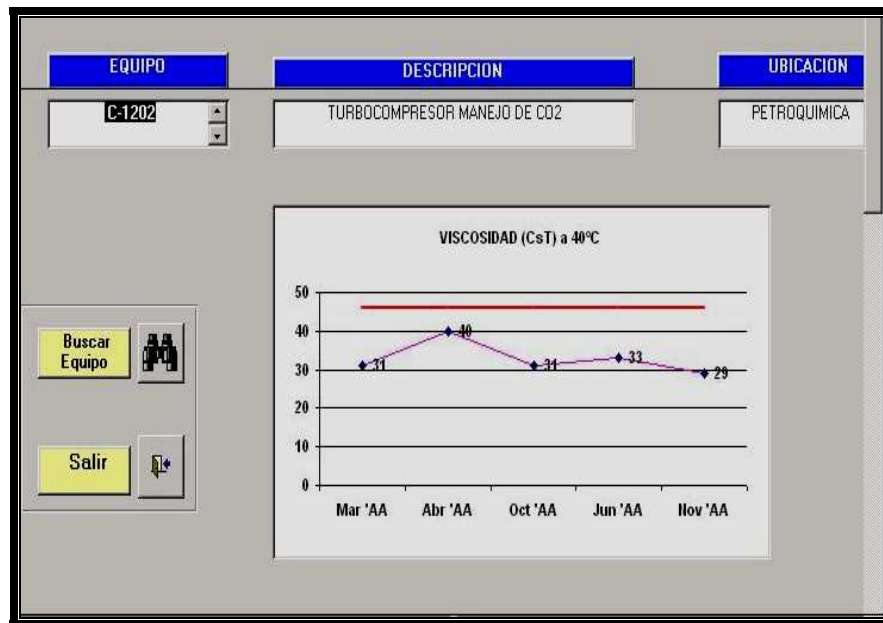 EQUIPO
DESCRIPCION
UBICACION
C-1202
TURBOCOMPRESOR MANEJO DE CO2
PETROQUIMICA
VISCOSIDAD (CsT) a 40ºC
50
40
30
20
10
0
31
40
31
33
29
Mar 'AA
Abr 'AA
Oct 'AA
Jun 'AA
Nov 'AA
Buscar
Equipo
Salir